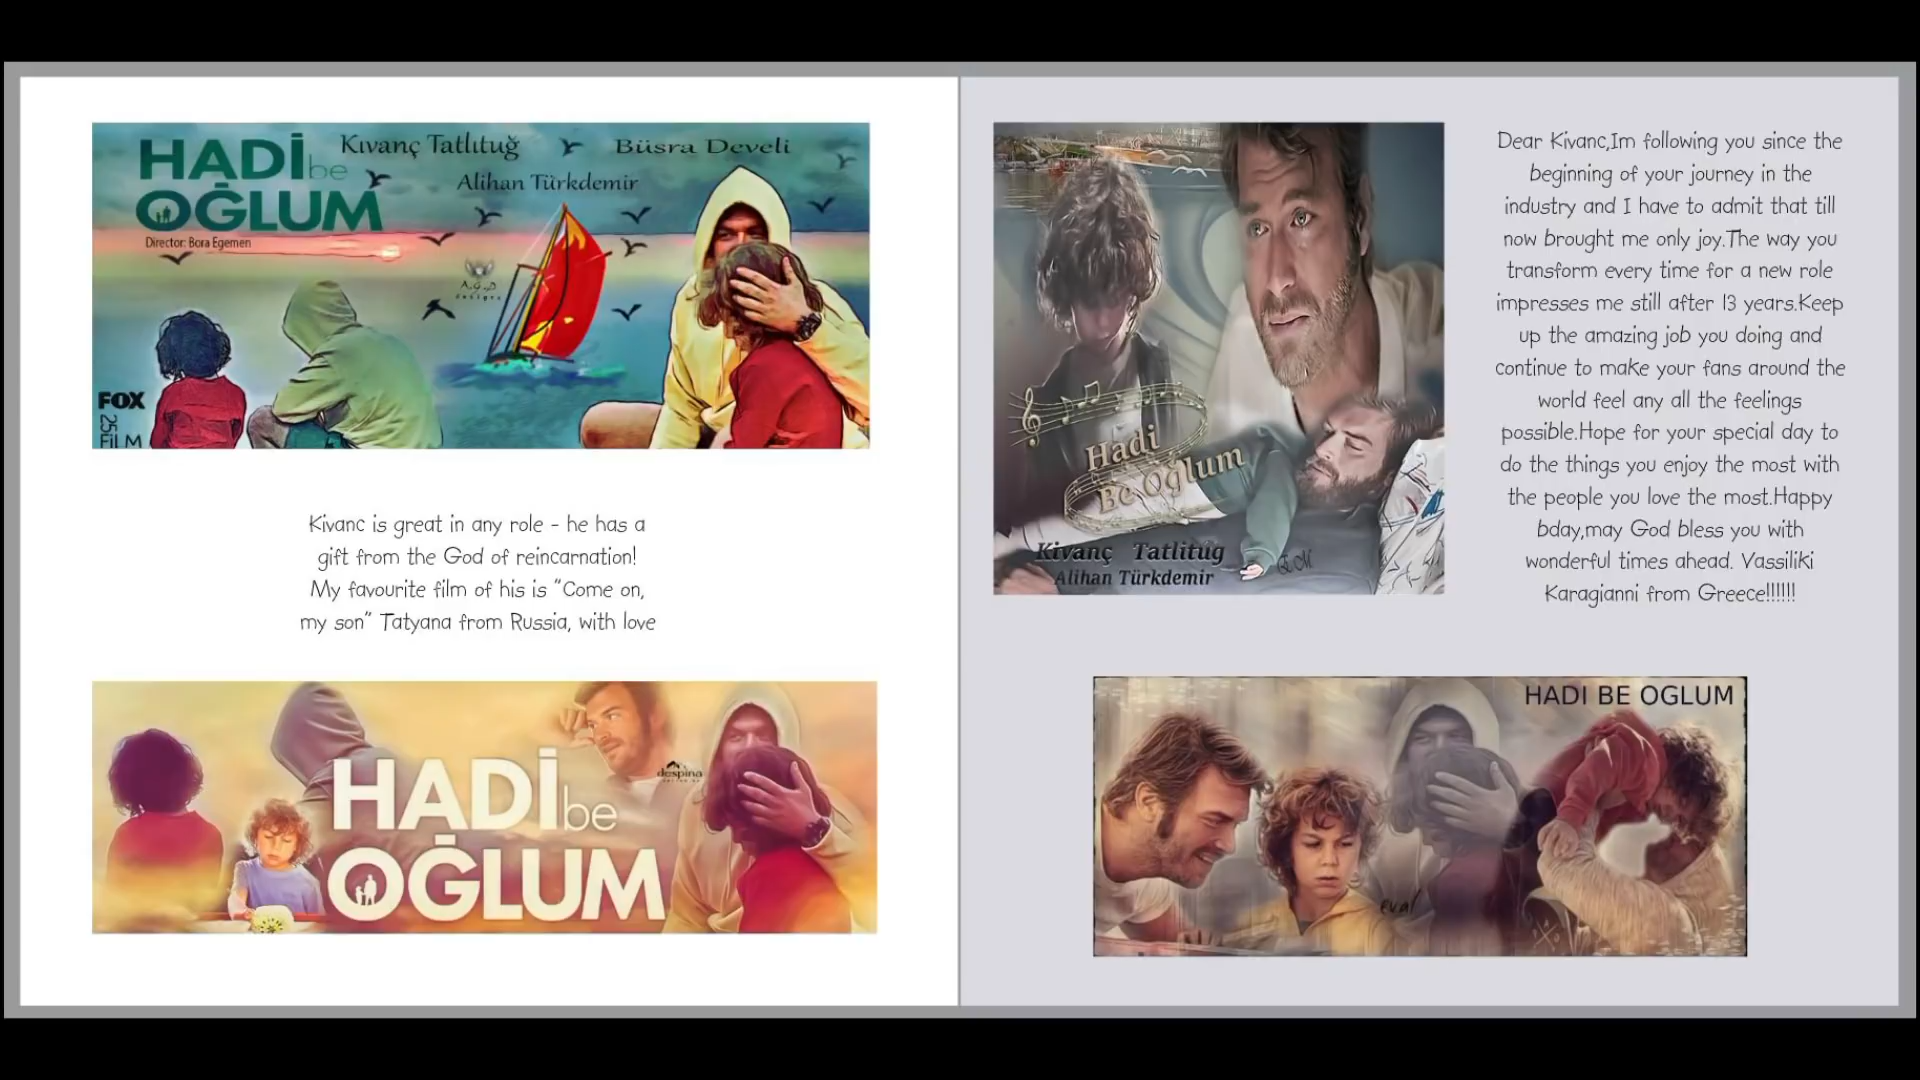 HADİ be
OĞLUM
Director: Bora Egemen
Kıvanç Tatlıtuğ
Büsra Develi
Alihan Türkdemir
A.G.D
designs
FOX
25
FİLM
Kivanc is great in any role - he has a
gift from the God of reincarnation!
My favourite film of his is "Come on,
my son" Tatyana from Russia, with love
despina
HADİ be
OĞLUM
Hadi
Be Oğlum
Kivanç Tatlitug
Alihan Türkdemir
E.M
Dear Kivanc,Im following you since the
beginning of your journey in the
industry and I have to admit that till
now brought me only joy.The way you
transform every time for a new role
impresses me still after 13 years.Keep
up the amazing job you doing and
continue to make your fans around the
world feel any all the feelings
possible.Hope for your special day to
do the things you enjoy the most with
the people you love the most.Happy
bday,may God bless you with
wonderful times ahead. Vassiliki
Karagianni from Greece!!!!!!
HADI BE OGLUM
eval